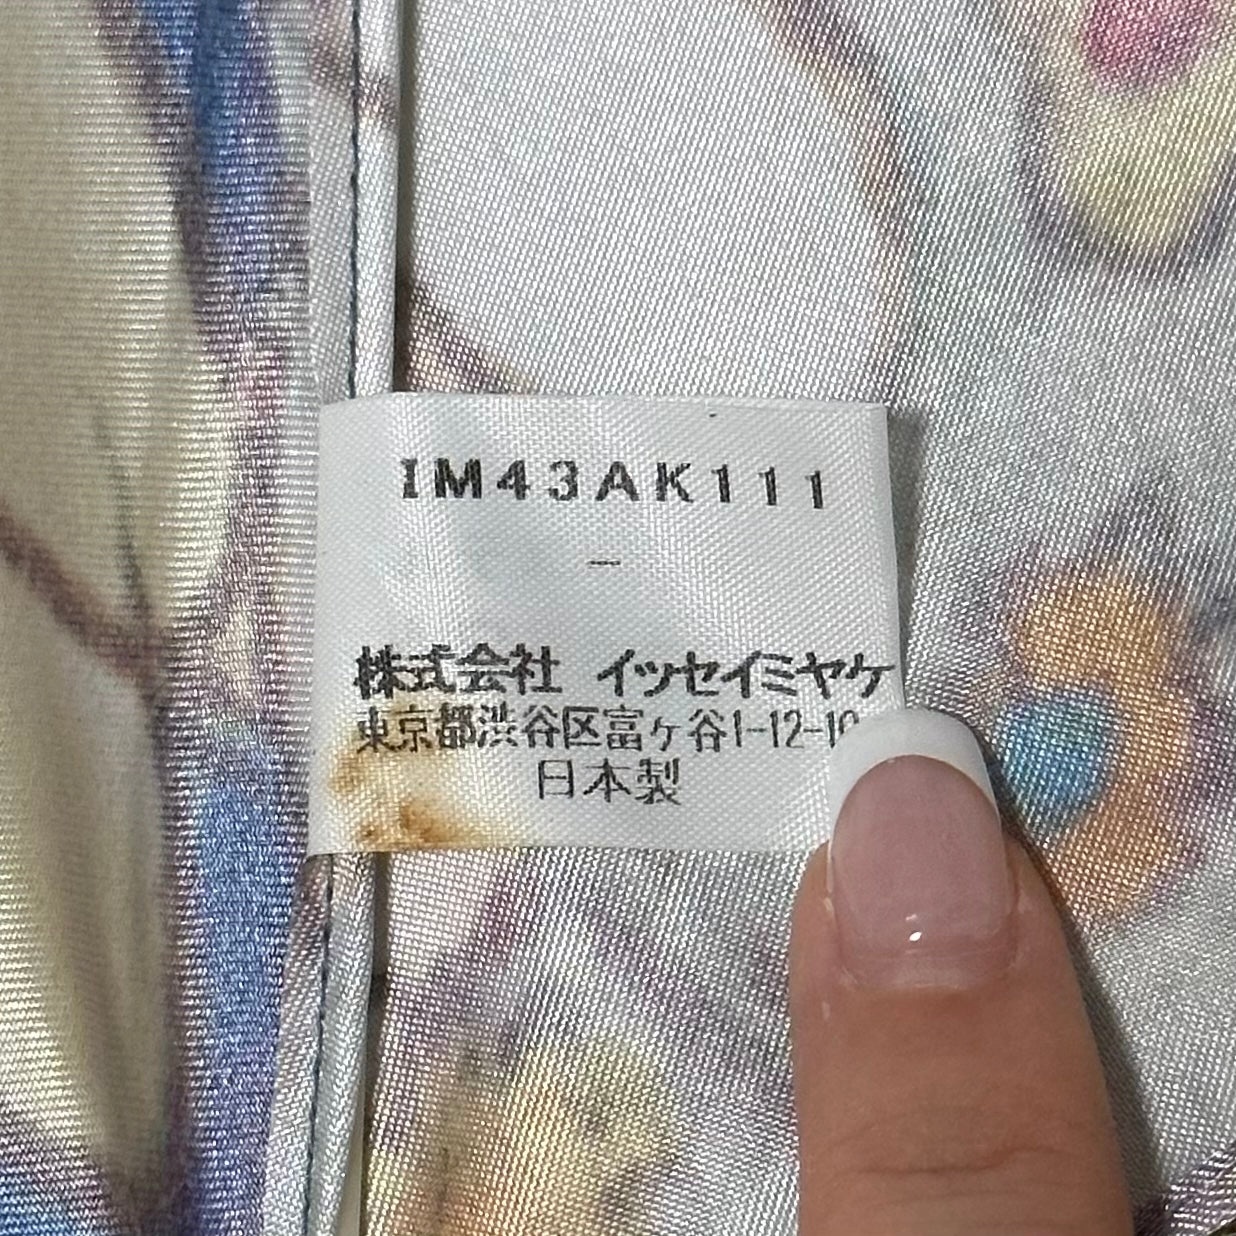 IM43AK111
—
株式会社 イッセイミヤケ
東京都渋谷区富ヶ谷1-12-10
日本製